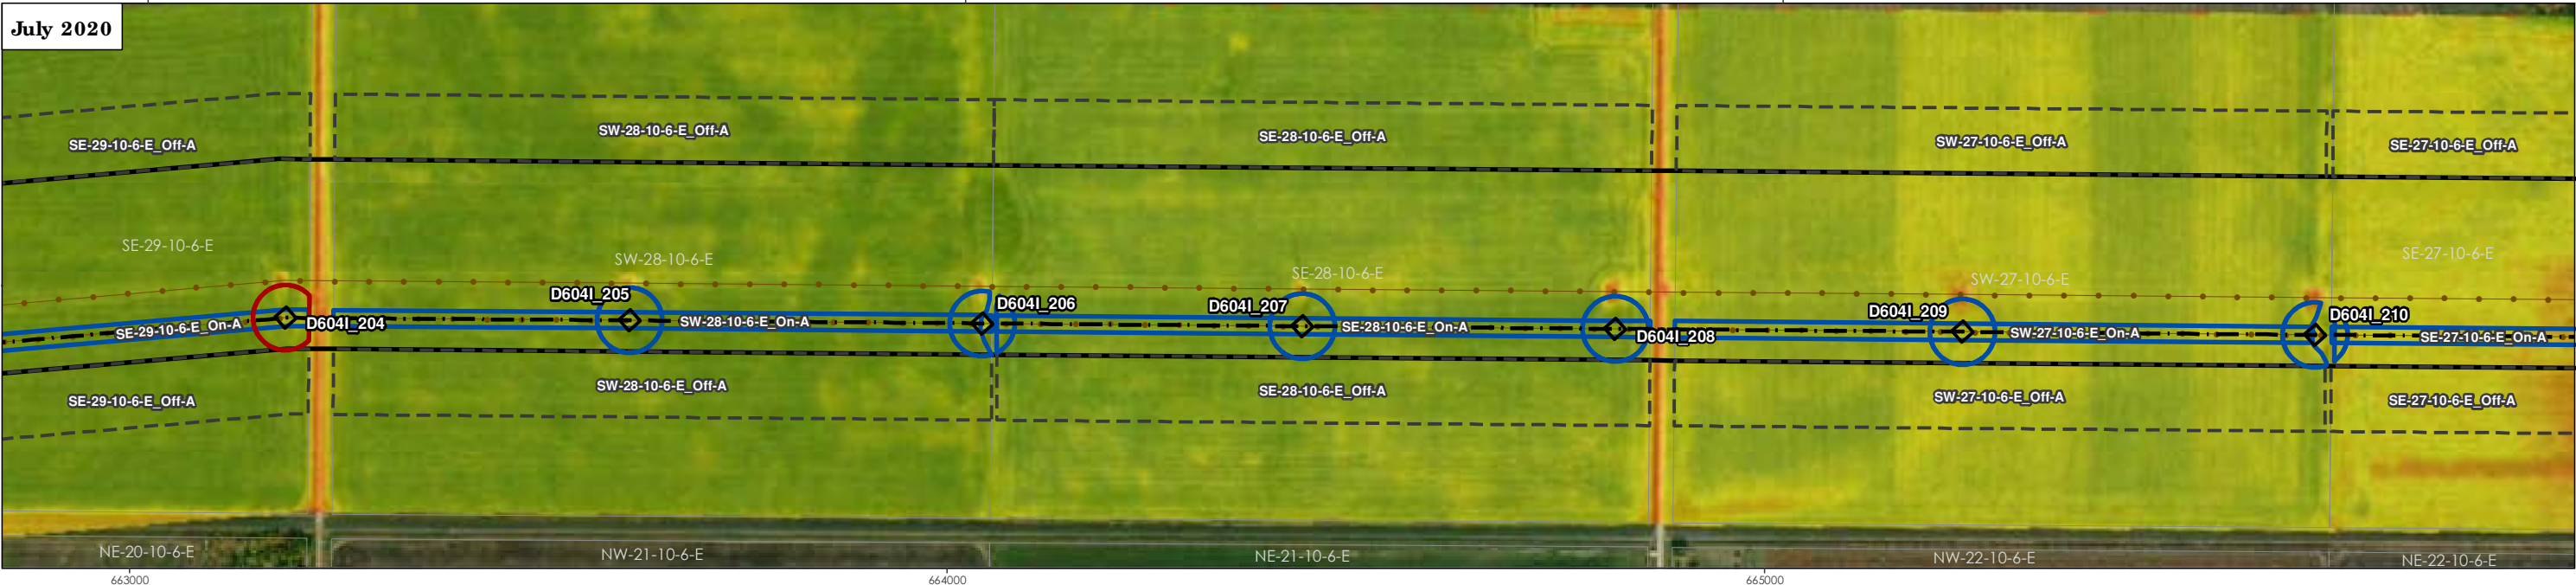 July 2020
SE-29-10-6-E_Off-A
SW-28-10-6-E_Off-A
SE-28-10-6-E_Off-A
SW-27-10-6-E_Off-A
SE-27-10-6-E_Off-A
SE-29-10-6-E
SW-28-10-6-E
SE-28-10-6-E
SW-27-10-6-E
SE-27-10-6-E
SE-29-10-6-E_On-A
D604I_204
D604I_205
SW-28-10-6-E_On-A
D604I_206
D604I_207
SE-28-10-6-E_On-A
D604I_208
D604I_209
SW-27-10-6-E_On-A
D604I_210
SE-27-10-6-E_On-A
SE-29-10-6-E_Off-A
SW-28-10-6-E_Off-A
SE-28-10-6-E_Off-A
SW-27-10-6-E_Off-A
SE-27-10-6-E_Off-A
NE-20-10-6-E
NW-21-10-6-E
NE-21-10-6-E
NW-22-10-6-E
NE-22-10-6-E
663000
664000
665000